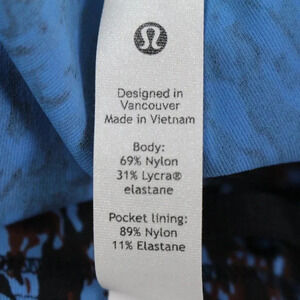 Designed in
Vancouver
Made in Vietnam
Body:
69% Nylon
31% Lycra®
elastane
Pocket lining:
89% Nylon
11% Elastane